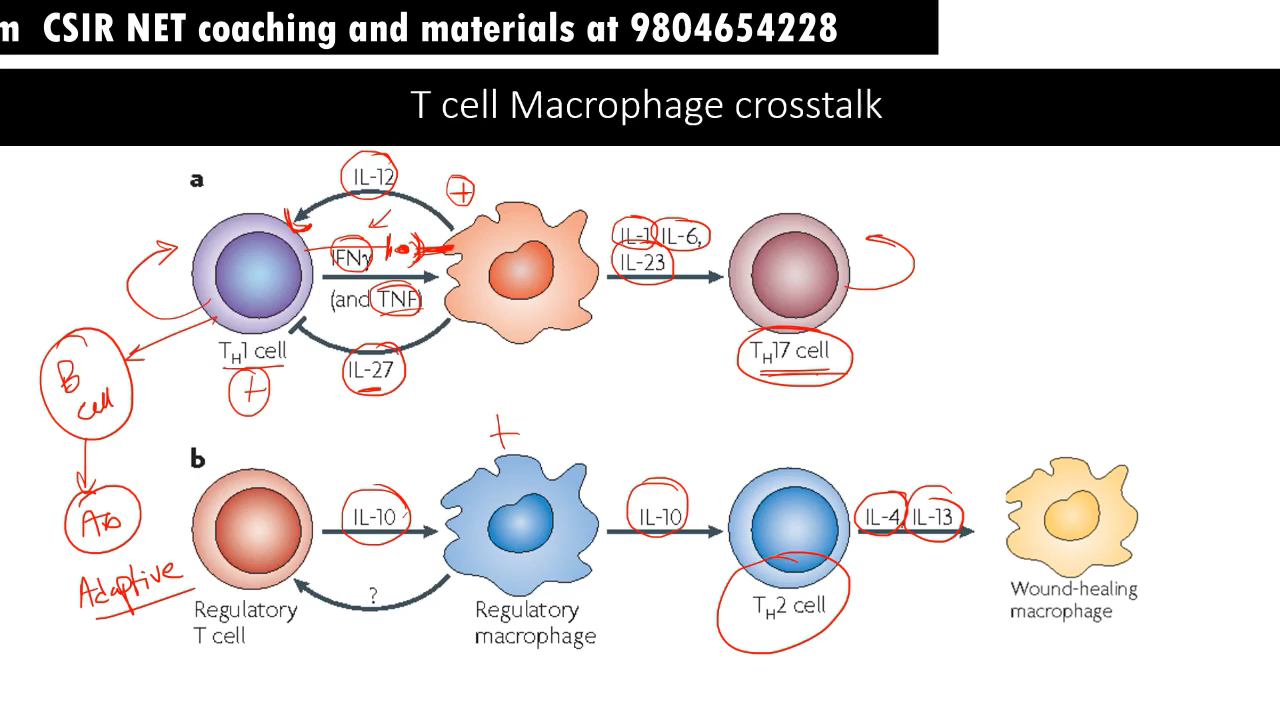 m CSIR NET coaching and materials at 9804654228
T cell Macrophage crosstalk
a
IL-12
+
IFNγ
(and TNF)
IL-27
TH1 cell
+
IL-1, IL-6,
IL-23
TH17 cell
B
cell
Ab
Adaptive
b
+
IL-10
?
Regulatory
T cell
Regulatory
macrophage
IL-10
TH2 cell
IL-4, IL-13
Wound-healing
macrophage